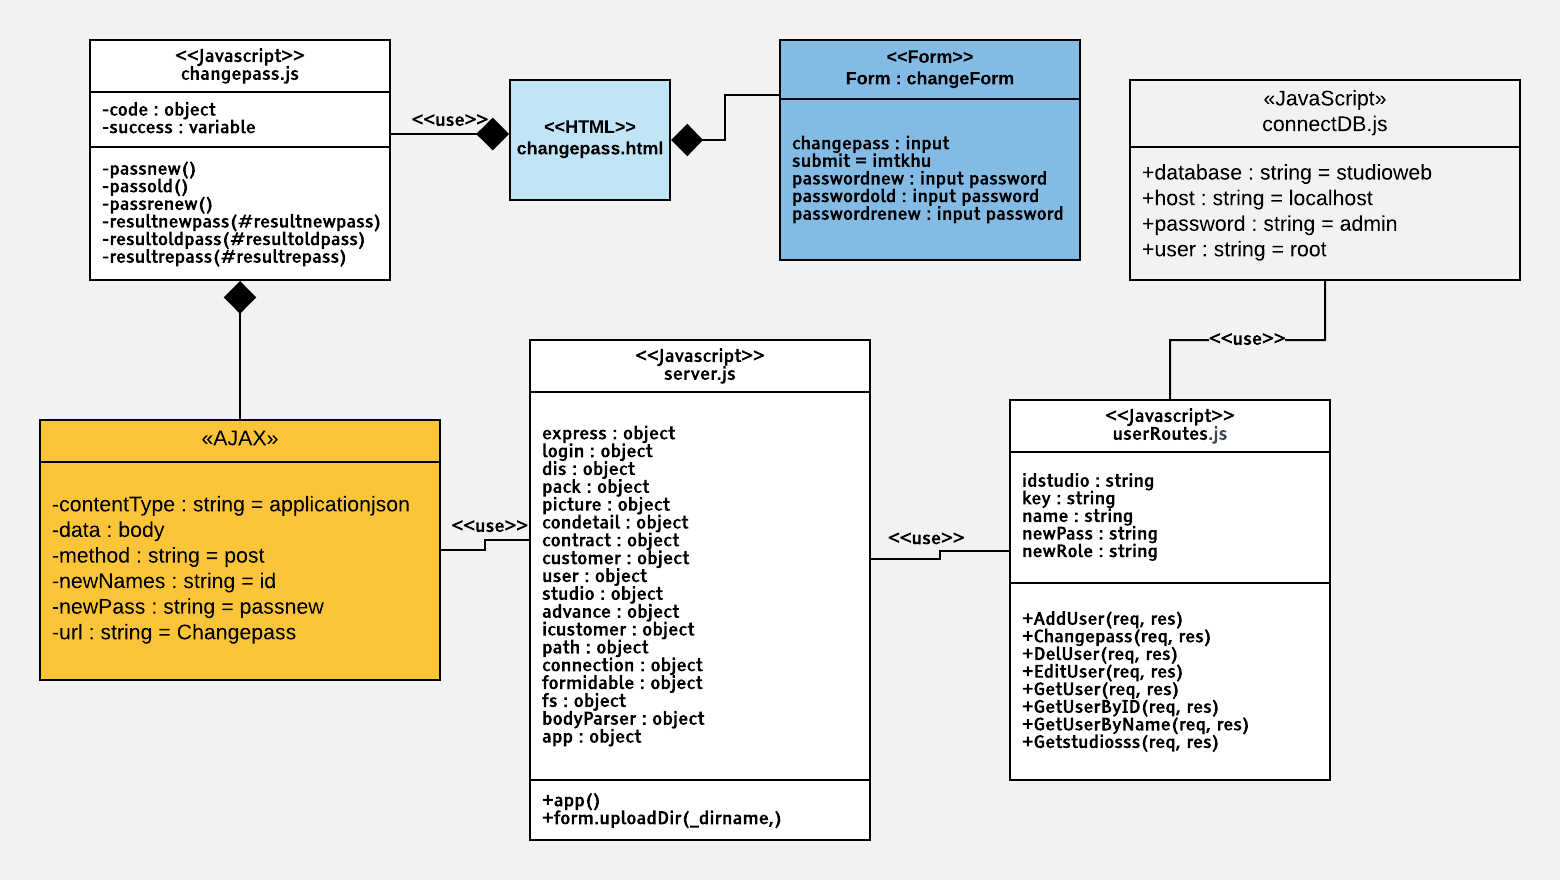 <<Javascript>>
changepass.js
-code : object
-success : variable
-passnew()
-passold()
-passrenew()
-resultnewpass(#resultnewpass)
-resultoldpass(#resultoldpass)
-resultrepass(#resultrepass)
<<use>>
<<HTML>>
changepass.html
<<Form>>
Form : changeForm
changepass : input
submit = imtkhu
passwordnew : input password
passwordold : input password
passwordrenew : input password
«JavaScript»
connectDB.js
+database : string = studioweb
+host : string = localhost
+password : string = admin
+user : string = root
<<use>>
«AJAX»
-contentType : string = applicationjson
-data : body
-method : string = post
-newNames : string = id
-newPass : string = passnew
-url : string = Changepass
<<use>>
<<Javascript>>
server.js
express : object
login : object
dis : object
pack : object
picture : object
condetail : object
contract : object
customer : object
user : object
studio : object
advance : object
icustomer : object
path : object
connection : object
formidable : object
fs : object
bodyParser : object
app : object
+app()
+form.uploadDir(_dirname,)
<<use>>
<<Javascript>>
userRoutes.js
idstudio : string
key : string
name : string
newPass : string
newRole : string
+AddUser(req, res)
+Changepass(req, res)
+DelUser(req, res)
+EditUser(req, res)
+GetUser(req, res)
+GetUserByID(req, res)
+GetUserByName(req, res)
+Getstudiosss(req, res)